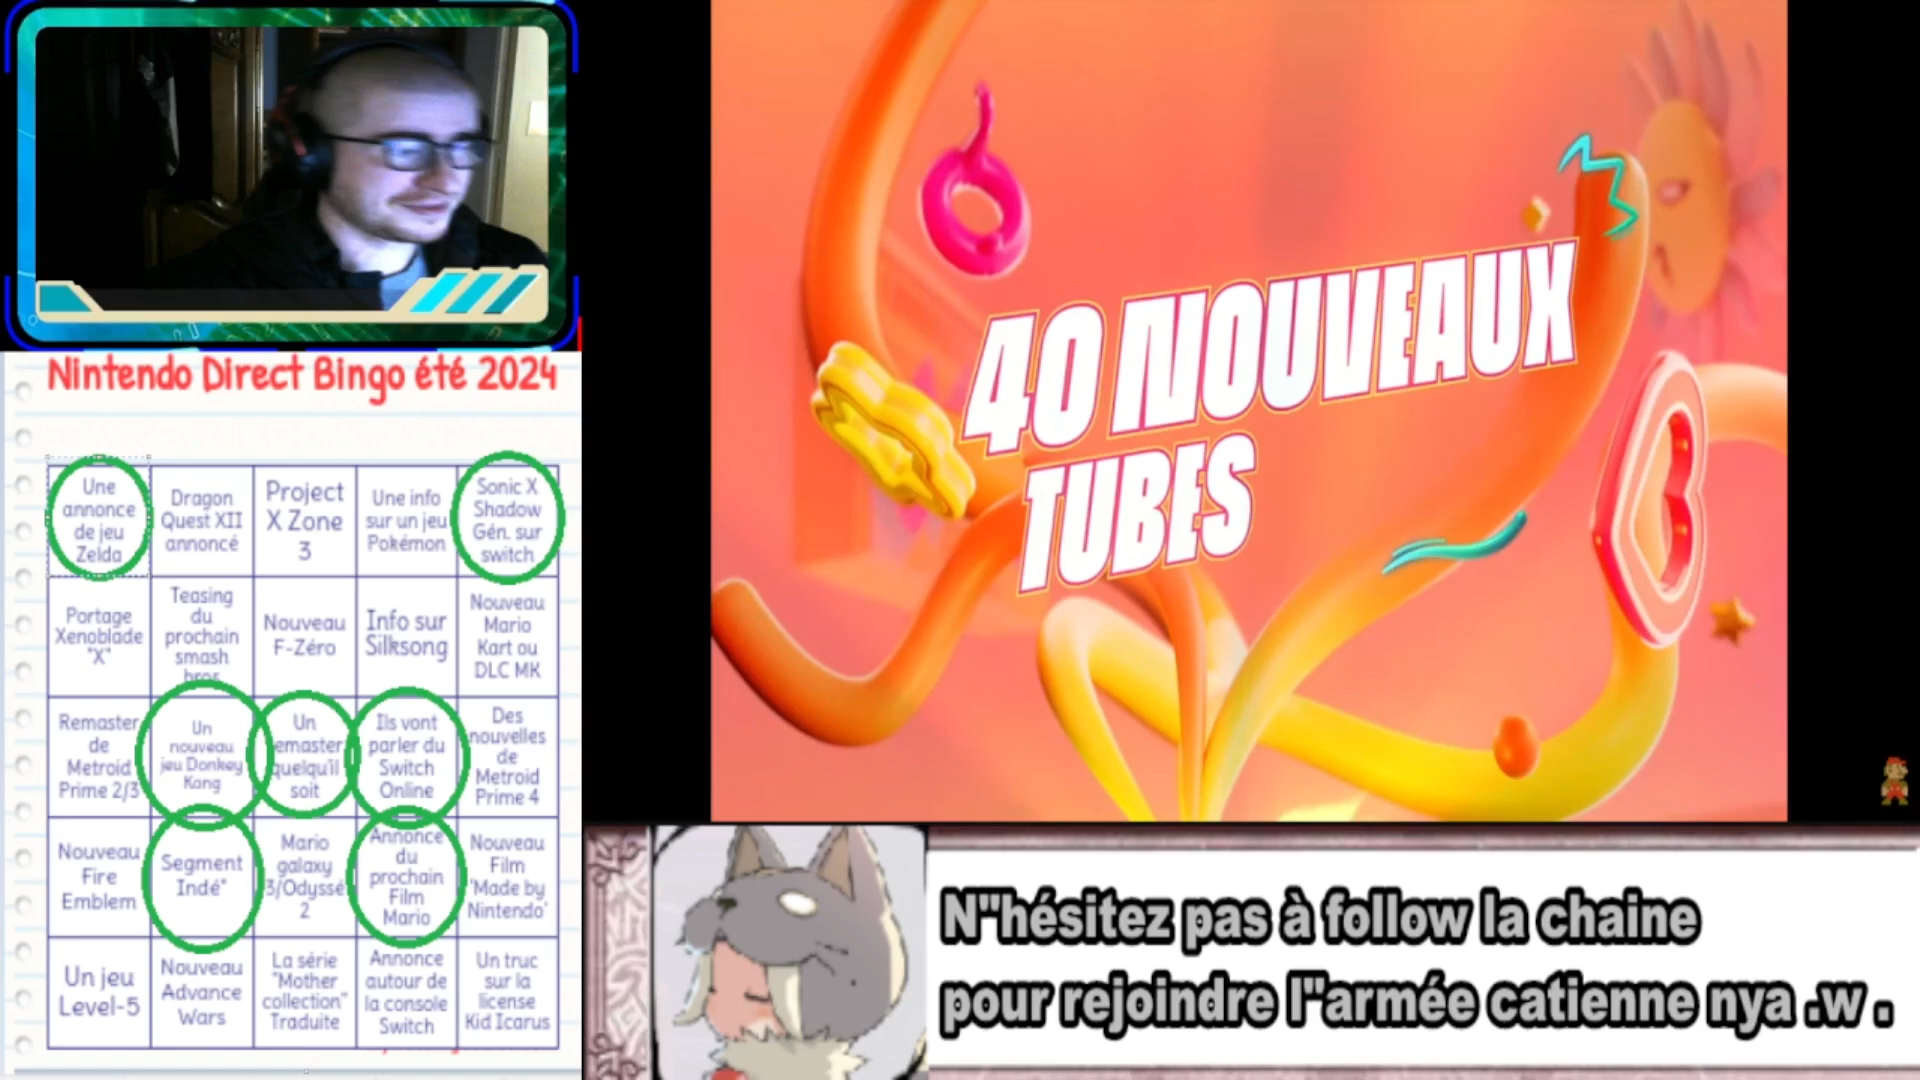 40 NOUVEAUX
TUBES
Nintendo Direct Bingo été 2024
Une
annonce
de jeu
Zelda
Dragon
Quest XII
annoncé
Project
X Zone
3
Une info
sur un jeu
Pokémon
Sonic X
Shadow
Gén. sur
switch
Portage
Xenoblade
"X"
Teasing
du
prochain
smash
bros
Nouveau
F-Zéro
Info sur
Silksong
Nouveau
Mario
Kart ou
DLC MK
Remaster
de
Metroid
Prime 2/3
Un
nouveau
jeu Donkey
Kong
Un
emaster
quelqu'il
soit
Ils vont
parler du
Switch
Online
Des
nouvelles
de
Metroid
Prime 4
Nouveau
Fire
Emblem
Segment
Indé"
Mario
galaxy
3/Odyssé
2
Annonce
du
prochain
Film
Mario
Nouveau
Film
'Made by
Nintendo'
Un jeu
Level-5
Nouveau
Advance
Wars
La série
"Mother
collection"
Traduite
Annonce
autour de
la console
Switch
Un truc
sur la
license
Kid Icarus
N"hésitez pas à follow la chaine
pour rejoindre l"armée catienne nya .w .